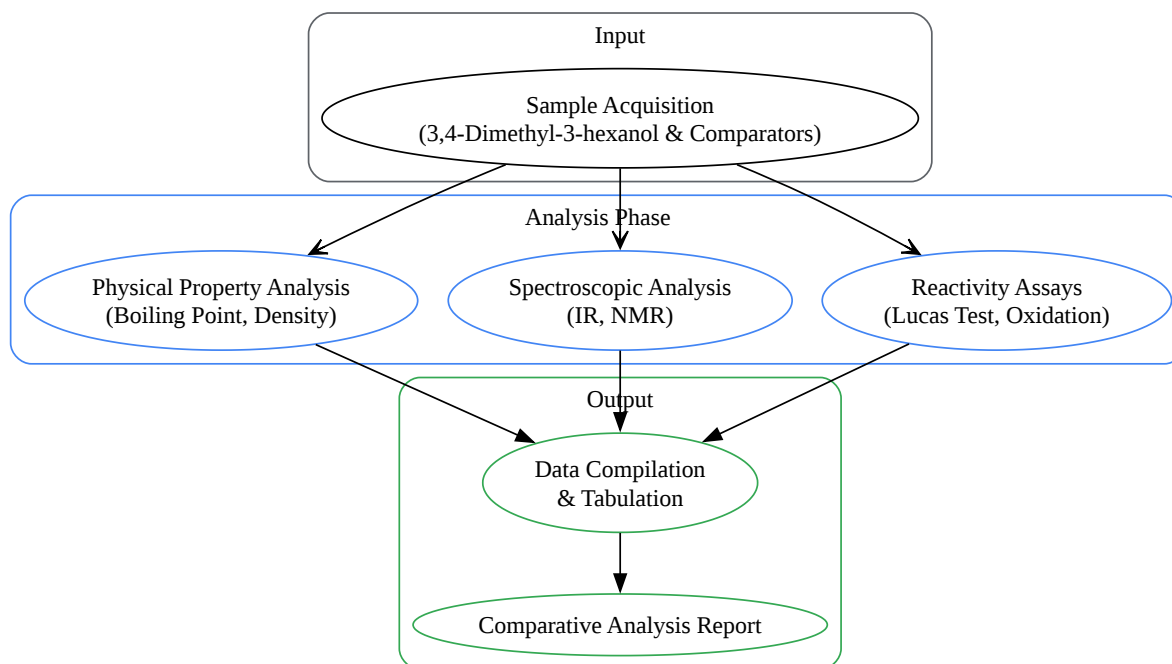 Input
Sample Acquisition
(3,4-Dimethyl-3-hexanol & Comparators)
Analysis Phase
Physical Property Analysis
(Boiling Point, Density)
Spectroscopic Analysis
(IR, NMR)
Reactivity Assays
(Lucas Test, Oxidation)
Output
Data Compilation
& Tabulation
Comparative Analysis Report